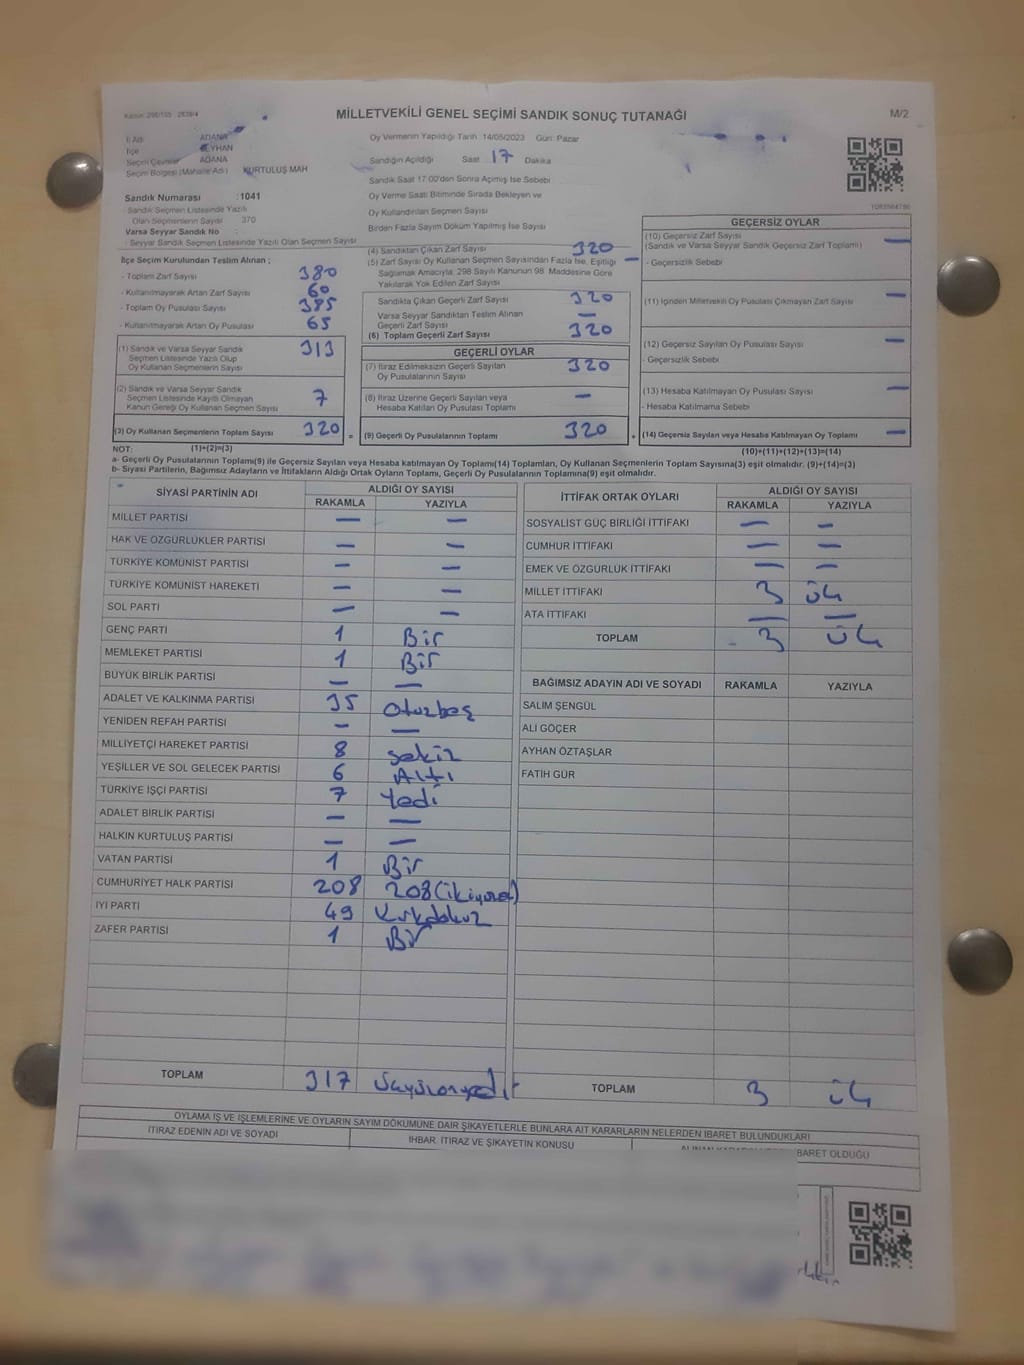 MİLLETVEKİLİ GENEL SEÇİMİ SANDIK SONUÇ TUTANAĞI
M/2
İl Adı ADANA
İlçe SEYHAN
Seçim Çevresi ADANA
Seçim Bölgesi (Mahalle Adı) KURTULUŞ MAH
Sandık Numarası :1041
Sandık Seçmen Listesinde Yazılı
Olan Seçmenlerin Sayısı 370
Varsa Seyyar Sandık No
Seyyar Sandık Seçmen Listesinde Yazılı Olan Seçmen Sayısı
Oy Vermenin Yapıldığı Tarih 14/05/2023 Gün: Pazar
Sandığın Açıldığı Saat 17 Dakika
Sandık Saat 17:00'den Sonra Açılmış İse Sebebi
Oy Verme Saati Bitiminde Sırada Bekleyen ve
Oy Kullandırılan Seçmen Sayısı
Birden Fazla Sayım Döküm Yapılmış İse Sayısı
İlçe Seçim Kurulundan Teslim Alınan ;
- Toplam Zarf Sayısı 380
- Kullanılmayarak Artan Zarf Sayısı 60
- Toplam Oy Pusulası Sayısı 385
- Kullanılmayarak Artan Oy Pusulası 65
(1) Sandık ve Varsa Seyyar Sandık
Seçmen Listesinde Yazılı Olup
Oy Kullanan Seçmenlerin Sayısı 313
(2) Sandık ve Varsa Seyyar Sandık
Seçmen Listesinde Kayıtlı Olmayan
Kanun Gereği Oy Kullanan Seçmen Sayısı 7
(3) Oy Kullanan Seçmenlerin Toplam Sayısı 320 =
(1)+(2)=(3)
(4) Sandıktan Çıkan Zarf Sayısı 320
(5) Zarf Sayısı Oy Kullanan Seçmen Sayısından Fazla İse, Eşitliği —
Sağlamak Amacıyla; 298 Sayılı Kanunun 98. Maddesine Göre
Yakılarak Yok Edilen Zarf Sayısı
Sandıkta Çıkan Geçerli Zarf Sayısı 320
Varsa Seyyar Sandıktan Teslim Alınan
Geçerli Zarf Sayısı —
(6) Toplam Geçerli Zarf Sayısı 320
GEÇERLİ OYLAR
(7) İtiraz Edilmeksizin Geçerli Sayılan
Oy Pusulalarının Sayısı 320
(8) İtiraz Üzerine Geçerli Sayılan veya
Hesaba Katılan Oy Pusulası Toplamı —
(9) Geçerli Oy Pusulalarının Toplamı 320 +
GEÇERSİZ OYLAR
(10) Geçersiz Zarf Sayısı —
(Sandık ve Varsa Seyyar Sandık Geçersiz Zarf Toplamı)
- Geçersizlik Sebebi
(11) İçinden Milletvekili Oy Pusulası Çıkmayan Zarf Sayısı —
(12) Geçersiz Sayılan Oy Pusulası Sayısı —
- Geçersizlik Sebebi
(13) Hesaba Katılmayan Oy Pusulası Sayısı —
- Hesaba Katılmama Sebebi
(14) Geçersiz Sayılan veya Hesaba Katılmayan Oy Toplamı —
(10)+(11)+(12)+(13)=(14)
NOT:
a- Geçerli Oy Pusulalarının Toplamı(9) ile Geçersiz Sayılan veya Hesaba katılmayan Oy Toplamı(14) Toplamları, Oy Kullanan Seçmenlerin Toplam Sayısına(3) eşit olmalıdır. (9)+(14)=(3)
b- Siyasi Partilerin, Bağımsız Adayların ve İttifakların Aldığı Ortak Oyların Toplamı, Geçerli Oy Pusulalarının Toplamına(9) eşit olmalıdır.
SİYASİ PARTİNİN ADI ALDIĞI OY SAYISI
RAKAMLA YAZIYLA
MİLLET PARTİSİ — —
HAK VE ÖZGÜRLÜKLER PARTİSİ — —
TÜRKİYE KOMÜNİST PARTİSİ — —
TÜRKİYE KOMÜNİST HAREKETİ — —
SOL PARTİ — —
GENÇ PARTİ 1 Bir
MEMLEKET PARTİSİ 1 Bir
BÜYÜK BİRLİK PARTİSİ — —
ADALET VE KALKINMA PARTİSİ 35 Otuzbeş
YENİDEN REFAH PARTİSİ — —
MİLLİYETÇİ HAREKET PARTİSİ 8 Sekiz
YEŞİLLER VE SOL GELECEK PARTİSİ 6 Altı
TÜRKİYE İŞÇİ PARTİSİ 7 Yedi
ADALET BİRLİK PARTİSİ — —
HALKIN KURTULUŞ PARTİSİ — —
VATAN PARTİSİ 1 Bir
CUMHURİYET HALK PARTİSİ 208 208
İYİ PARTİ 49 Kırkdokuz
ZAFER PARTİSİ 1 Bir
TOPLAM 317
İTTİFAK ORTAK OYLARI ALDIĞI OY SAYISI
RAKAMLA YAZIYLA
SOSYALİST GÜÇ BİRLİĞİ İTTİFAKI — —
CUMHUR İTTİFAKI — —
EMEK VE ÖZGÜRLÜK İTTİFAKI — —
MİLLET İTTİFAKI 3 Üç
ATA İTTİFAKI — —
TOPLAM 3 Üç
BAĞIMSIZ ADAYIN ADI VE SOYADI RAKAMLA YAZIYLA
SALİM ŞENGÜL
ALİ GÖÇER
AYHAN ÖZTAŞLAR
FATİH GÜR
TOPLAM 3 Üç
OYLAMA İŞ VE İŞLEMLERİNE VE OYLARIN SAYIM DÖKÜMÜNE DAİR ŞİKAYETLERLE BUNLARA AİT KARARLARIN NELERDEN İBARET BULUNDUKLARI
İTİRAZ EDENİN ADI VE SOYADI İHBAR, İTİRAZ VE ŞİKAYETİN KONUSU